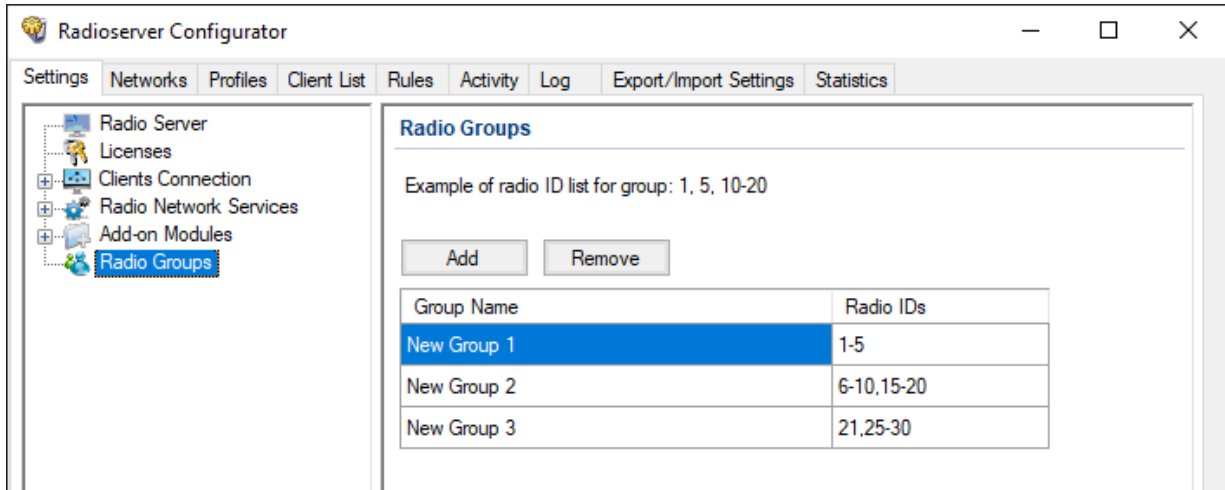 Radioserver Configurator
Settings Networks Profiles Client List Rules Activity Log Export/Import Settings Statistics
Radio Server
Licenses
Clients Connection
Radio Network Services
Add-on Modules
Radio Groups
Radio Groups
Example of radio ID list for group: 1, 5, 10-20
Add Remove
Group Name Radio IDs
New Group 1 1-5
New Group 2 6-10,15-20
New Group 3 21,25-30